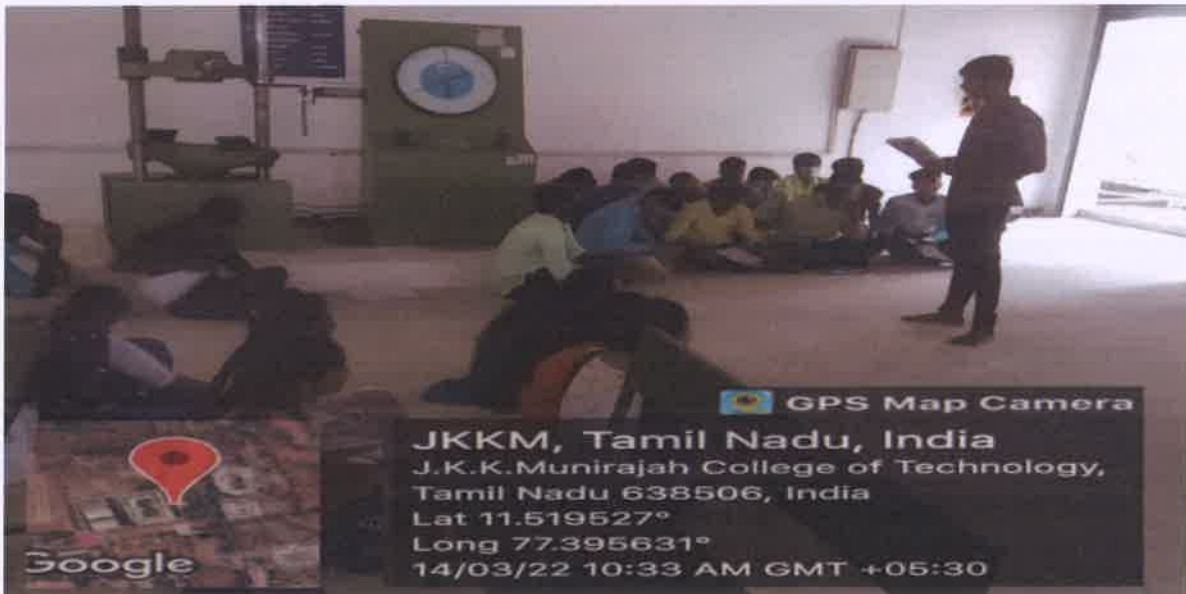 GPS Map Camera
JKKM, Tamil Nadu, India
J.K.K.Munirajah College of Technology,
Tamil Nadu 638506, India
Lat 11.519527°
Long 77.395631°
14/03/22 10:33 AM GMT +05:30
Google